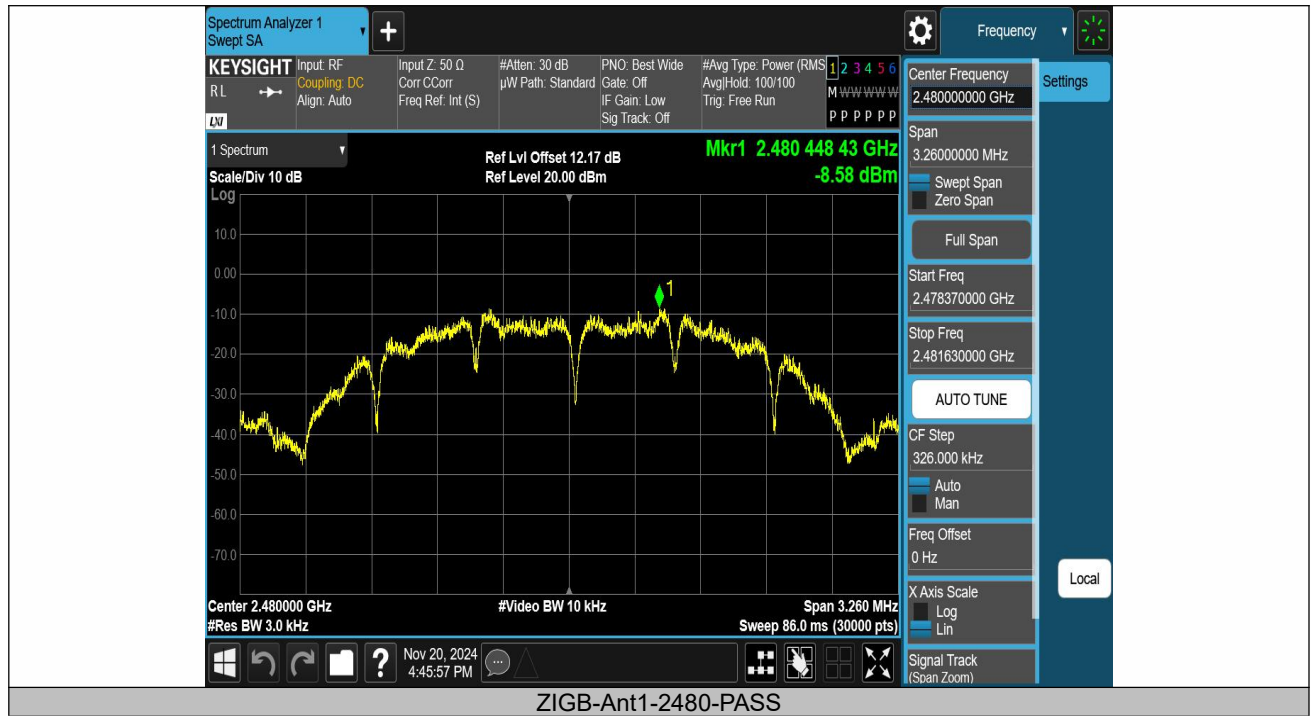 Spectrum Analyzer 1
Swept SA
+
Frequency
KEYSIGHT
RL
LXI
Input: RF
Coupling: DC
Align: Auto
Input Z: 50 Ω
Corr CCorr
Freq Ref: Int (S)
#Atten: 30 dB
µW Path: Standard
PNO: Best Wide
Gate: Off
IF Gain: Low
Sig Track: Off
#Avg Type: Power (RMS
Avg|Hold: 100/100
Trig: Free Run
1 2 3 4 5 6
M W W W W W
P P P P P P
1 Spectrum
Scale/Div 10 dB
Log
Ref Lvl Offset 12.17 dB
Ref Level 20.00 dBm
Mkr1 2.480 448 43 GHz
-8.58 dBm
10.0
0.00
-10.0
-20.0
-30.0
-40.0
-50.0
-60.0
-70.0
1
Center 2.480000 GHz
#Res BW 3.0 kHz
#Video BW 10 kHz
Span 3.260 MHz
Sweep 86.0 ms (30000 pts)
Center Frequency
2.480000000 GHz
Settings
Span
3.26000000 MHz
Swept Span
Zero Span
Full Span
Start Freq
2.478370000 GHz
Stop Freq
2.481630000 GHz
AUTO TUNE
CF Step
326.000 kHz
Auto
Man
Freq Offset
0 Hz
X Axis Scale
Log
Lin
Local
Signal Track
(Span Zoom)
?
Nov 20, 2024
4:45:57 PM
ZIGB-Ant1-2480-PASS